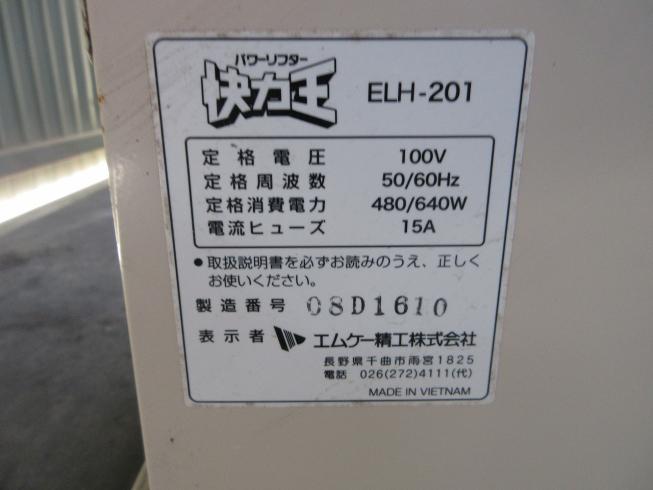 パワーリフター
快力王 ELH-201
定格電圧 100V
定格周波数 50/60Hz
定格消費電力 480/640W
電流ヒューズ 15A
●取扱説明書を必ずお読みのうえ、正しく
お使いください。
製造番号 08D1610
表示者 エムケー精工株式会社
長野県千曲市雨宮1825
電話 026(272)4111(代)
MADE IN VIETNAM